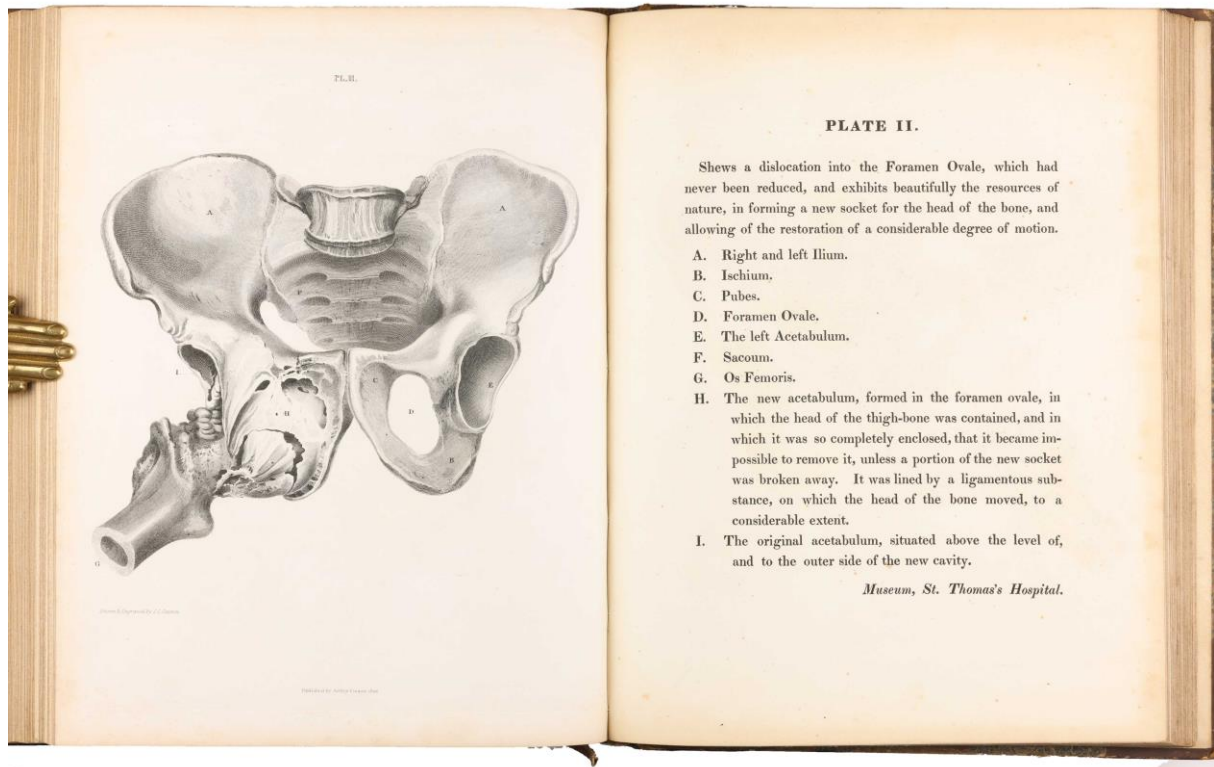 PL. II.
A
A
F
I
H
C
D
E
B
G
PLATE II.
Shews a dislocation into the Foramen Ovale, which had
never been reduced, and exhibits beautifully the resources of
nature, in forming a new socket for the head of the bone, and
allowing of the restoration of a considerable degree of motion.
A. Right and left Ilium.
B. Ischium.
C. Pubes.
D. Foramen Ovale.
E. The left Acetabulum.
F. Sacoum.
G. Os Femoris.
H. The new acetabulum, formed in the foramen ovale, in
which the head of the thigh-bone was contained, and in
which it was so completely enclosed, that it became im-
possible to remove it, unless a portion of the new socket
was broken away. It was lined by a ligamentous sub-
stance, on which the head of the bone moved, to a
considerable extent.
I. The original acetabulum, situated above the level of,
and to the outer side of the new cavity.
Museum, St. Thomas's Hospital.